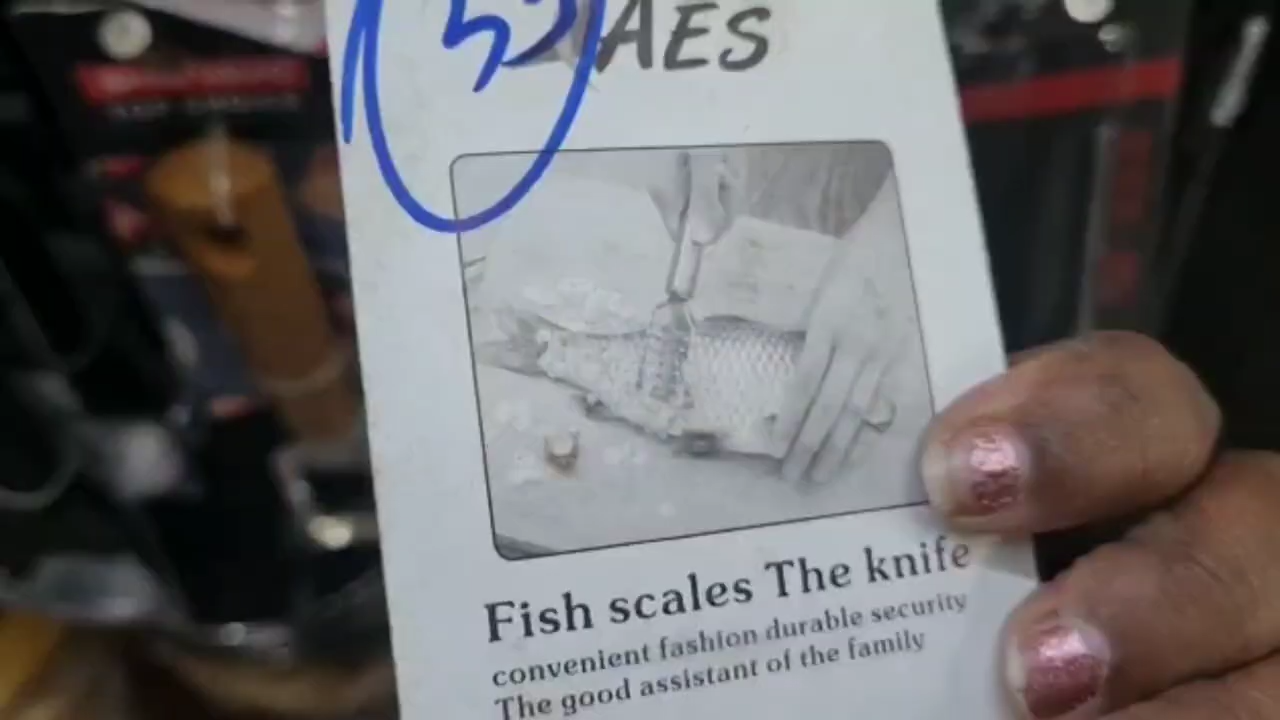 AES
Fish scales The knife
convenient fashion durable security
The good assistant of the family